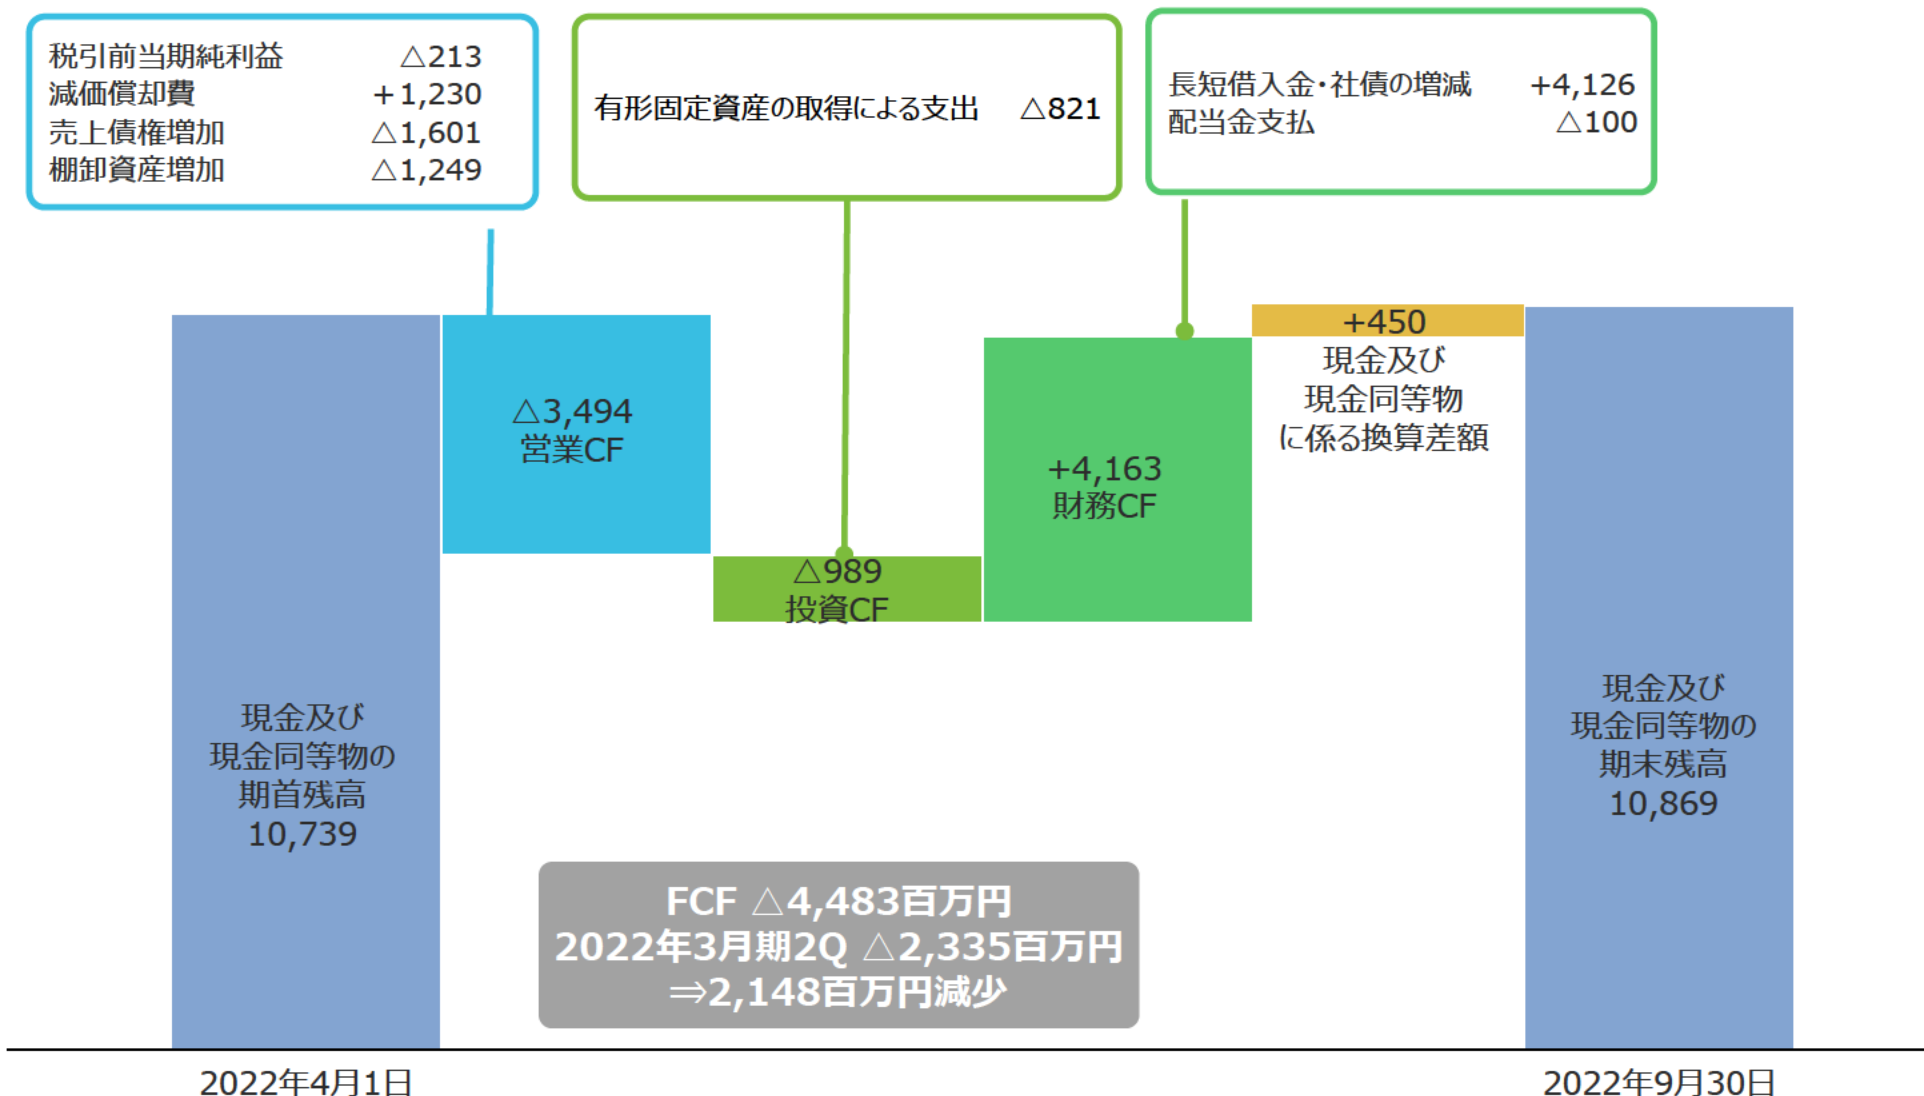 税引前当期純利益 △213
減価償却費 +1,230
売上債権増加 △1,601
棚卸資産増加 △1,249
有形固定資産の取得による支出 △821
長短借入金・社債の増減 +4,126
配当金支払 △100
現金及び
現金同等物の
期首残高
10,739
△3,494
営業CF
△989
投資CF
+4,163
財務CF
+450
現金及び
現金同等物
に係る換算差額
現金及び
現金同等物の
期末残高
10,869
FCF △4,483百万円
2022年3月期2Q △2,335百万円
⇒2,148百万円減少
2022年4月1日
2022年9月30日